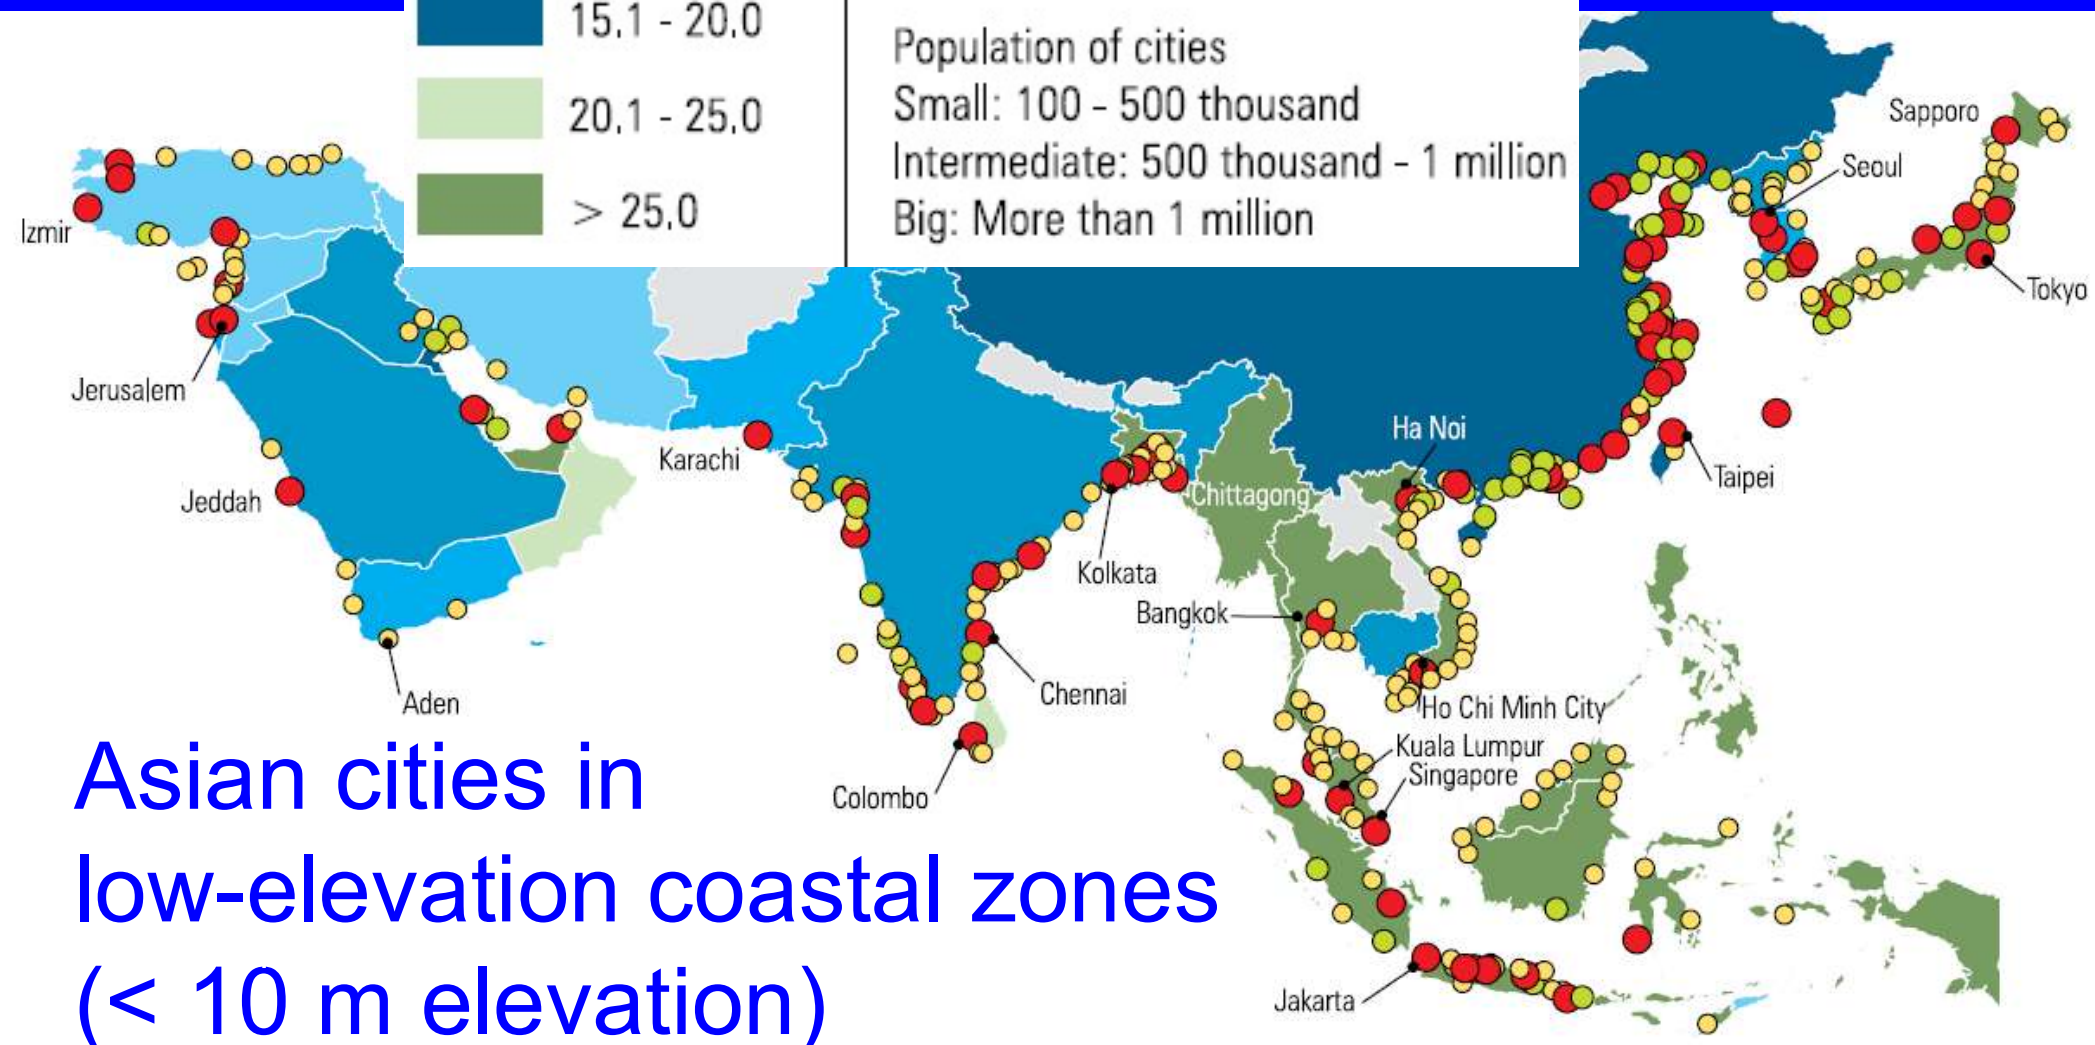 15,1 - 20,0
20,1 - 25,0
> 25,0
Population of cities
Small: 100 - 500 thousand
Intermediate: 500 thousand - 1 million
Big: More than 1 million
Sapporo
Seoul
Izmir
Tokyo
Jerusalem
Ha Noi
Karachi
Taipei
Jeddah
Chittagong
Kolkata
Bangkok
Chennai
Aden
Ho Chi Minh City
Kuala Lumpur
Singapore
Colombo
Jakarta
Asian cities in
low-elevation coastal zones
(< 10 m elevation)